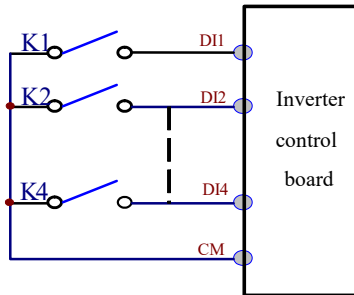 K1
DI1
K2
DI2
Inverter
control
board
K4
DI4
CM